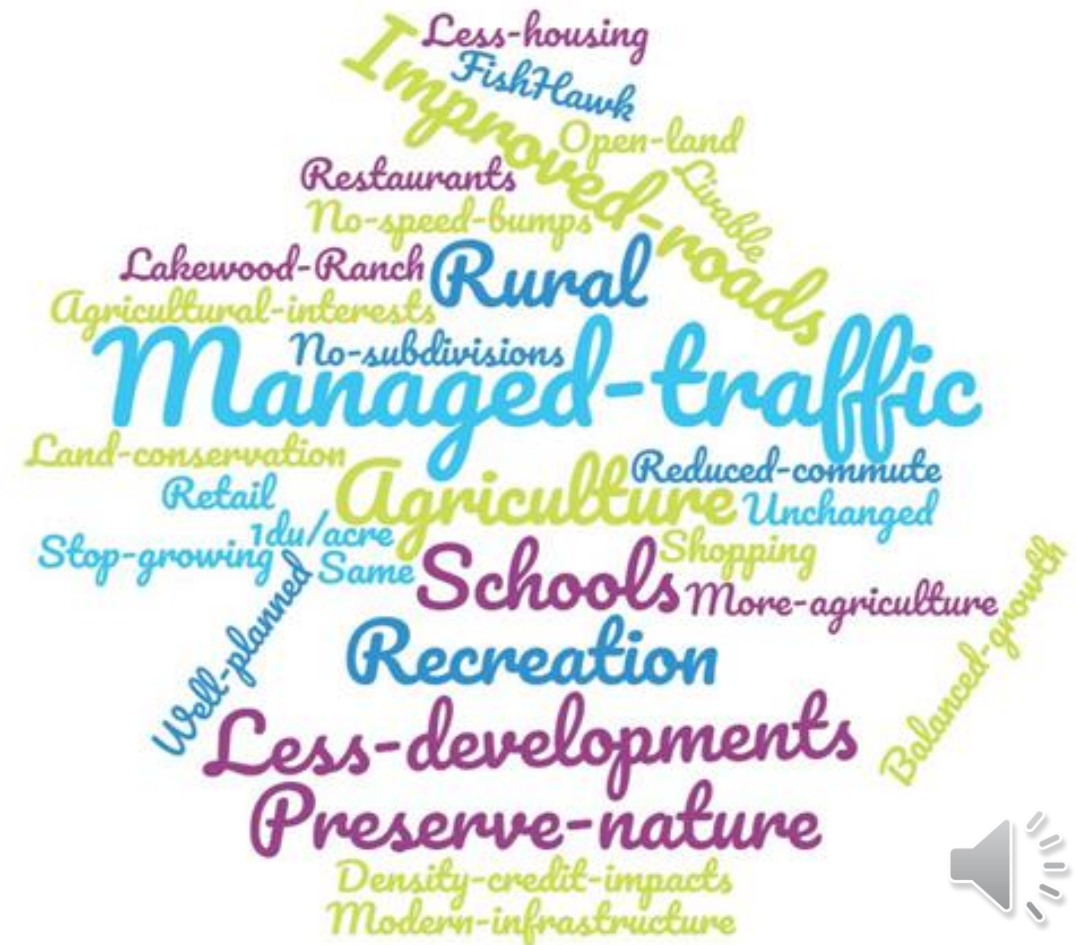 Less-housing
FishHawk
Improved-roads
Open-land
Livable
Restaurants
No-speed-bumps
Lakewood-Ranch
Rural
Agricultural-interests
No-subdivisions
Managed-traffic
Land-conservation
Agriculture
Reduced-commute
Retail
Unchanged
1du/acre
Stop-growing
Same
Shopping
Schools
More-agriculture
Well-planned
Balanced-growth
Recreation
Less-developments
Preserve-nature
Density-credit-impacts
Modern-infrastructure